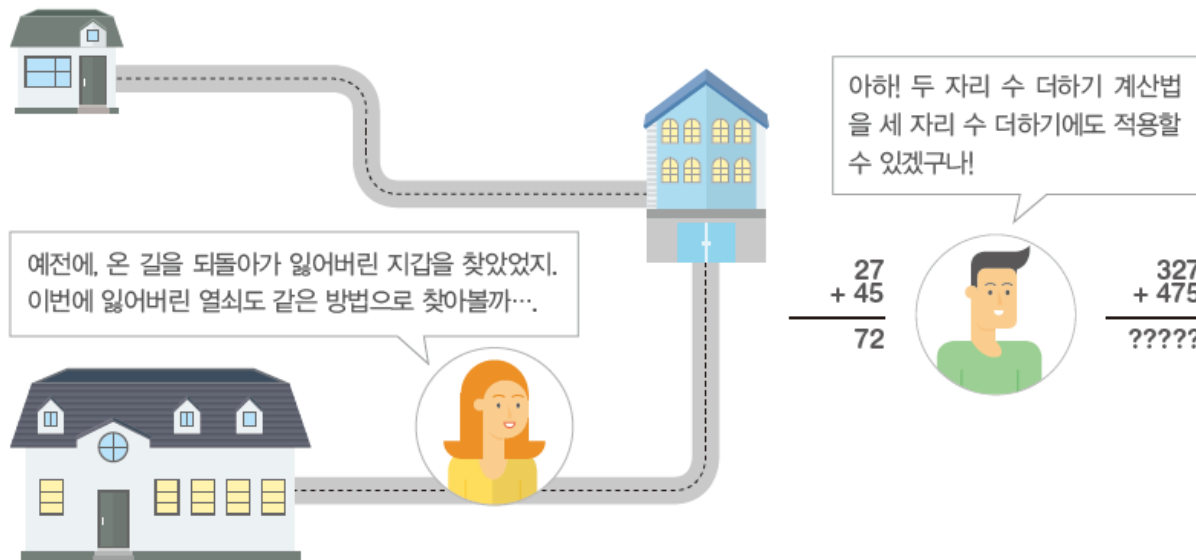 아하! 두 자리 수 더하기 계산법
을 세 자리 수 더하기에도 적용할
수 있겠구나!
예전에, 온 길을 되돌아가 잃어버린 지갑을 찾았었지.
이번에 잃어버린 열쇠도 같은 방법으로 찾아볼까….
27
+ 45
72
327
+ 475
?????